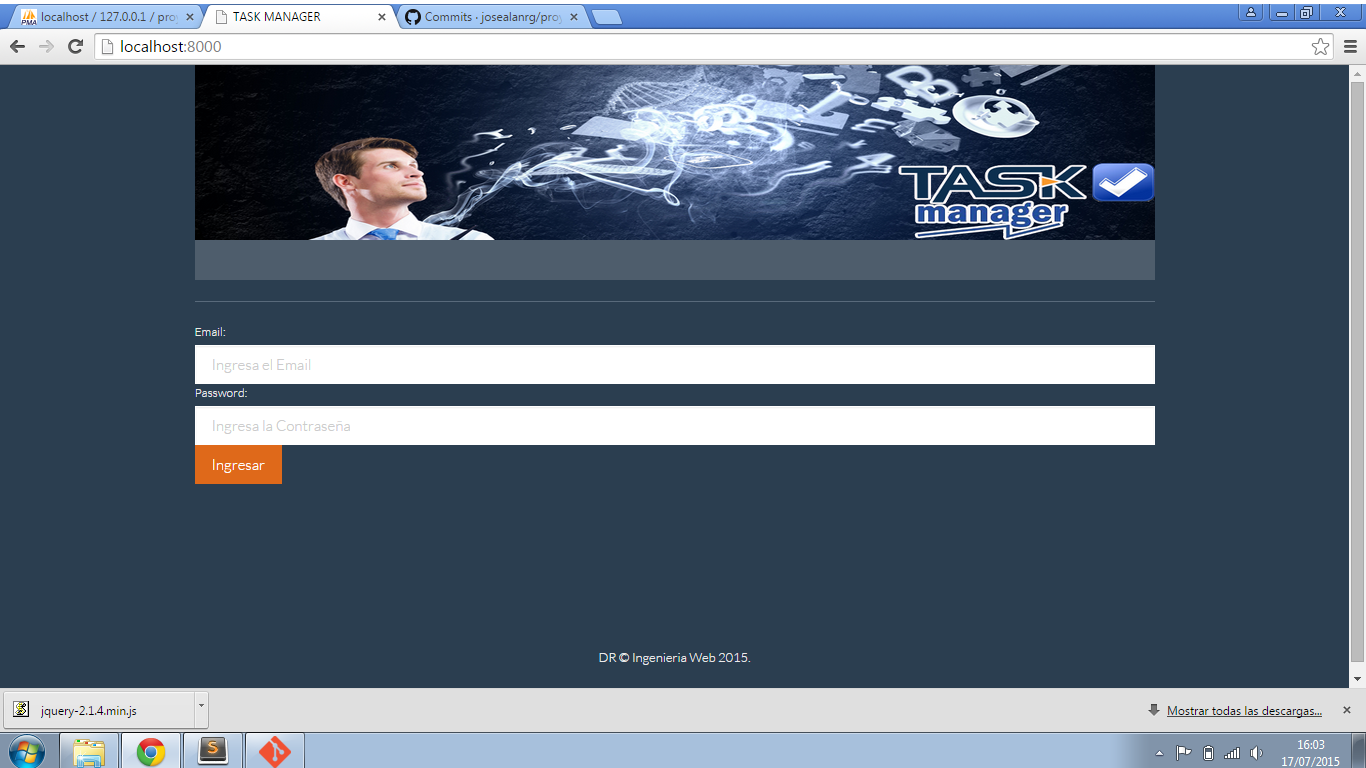 localhost / 127.0.0.1 / pro
TASK MANAGER
Commits · josealanrg/proy
localhost:8000
TASK
manager
Email:
Ingresa el Email
Password:
Ingresa la Contraseña
Ingresar
DR © Ingenieria Web 2015.
jquery-2.1.4.min.js
Mostrar todas las descargas...
16:03
17/07/2015